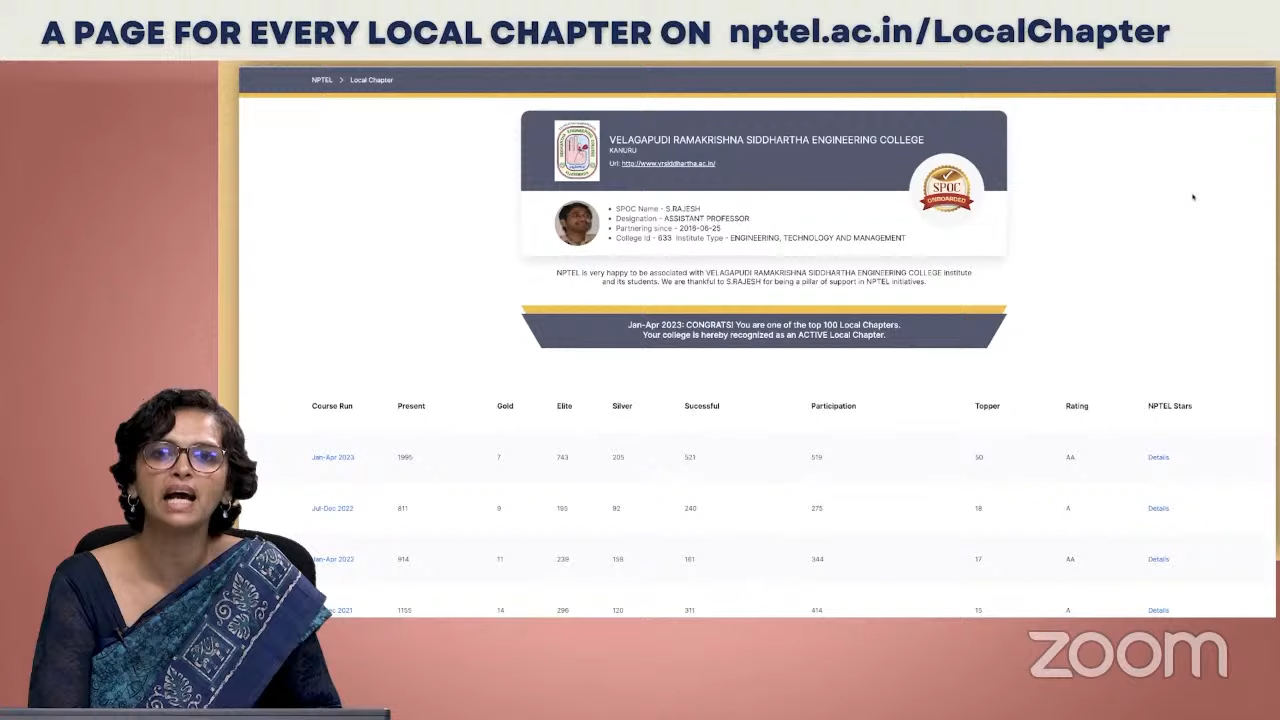 A PAGE FOR EVERY LOCAL CHAPTER ON nptel.ac.in/LocalChapter
NPTEL > Local Chapter
VELAGAPUDI RAMAKRISHNA SIDDHARTHA ENGINEERING COLLEGE
KANURU
Url: http://www.vrsiddhartha.ac.in/
SPOC
ONBOARDED
• SPOC Name - S.RAJESH
• Designation - ASSISTANT PROFESSOR
• Partnering since - 2016-06-25
• College Id - 633 Institute Type - ENGINEERING, TECHNOLOGY AND MANAGEMENT
NPTEL is very happy to be associated with VELAGAPUDI RAMAKRISHNA SIDDHARTHA ENGINEERING COLLEGE institute
and its students. We are thankful to S.RAJESH for being a pillar of support in NPTEL initiatives.
Jan-Apr 2023: CONGRATS! You are one of the top 100 Local Chapters.
Your college is hereby recognized as an ACTIVE Local Chapter.
Course Run Present Gold Elite Silver Sucessful Participation Topper Rating NPTEL Stars
Jan-Apr 2023 1995 7 743 205 521 519 50 AA Details
Jul-Dec 2022 811 9 195 92 240 275 18 A Details
Jan-Apr 2022 914 11 239 159 161 344 17 AA Details
2021 1155 14 296 120 311 414 15 A Details
zoom